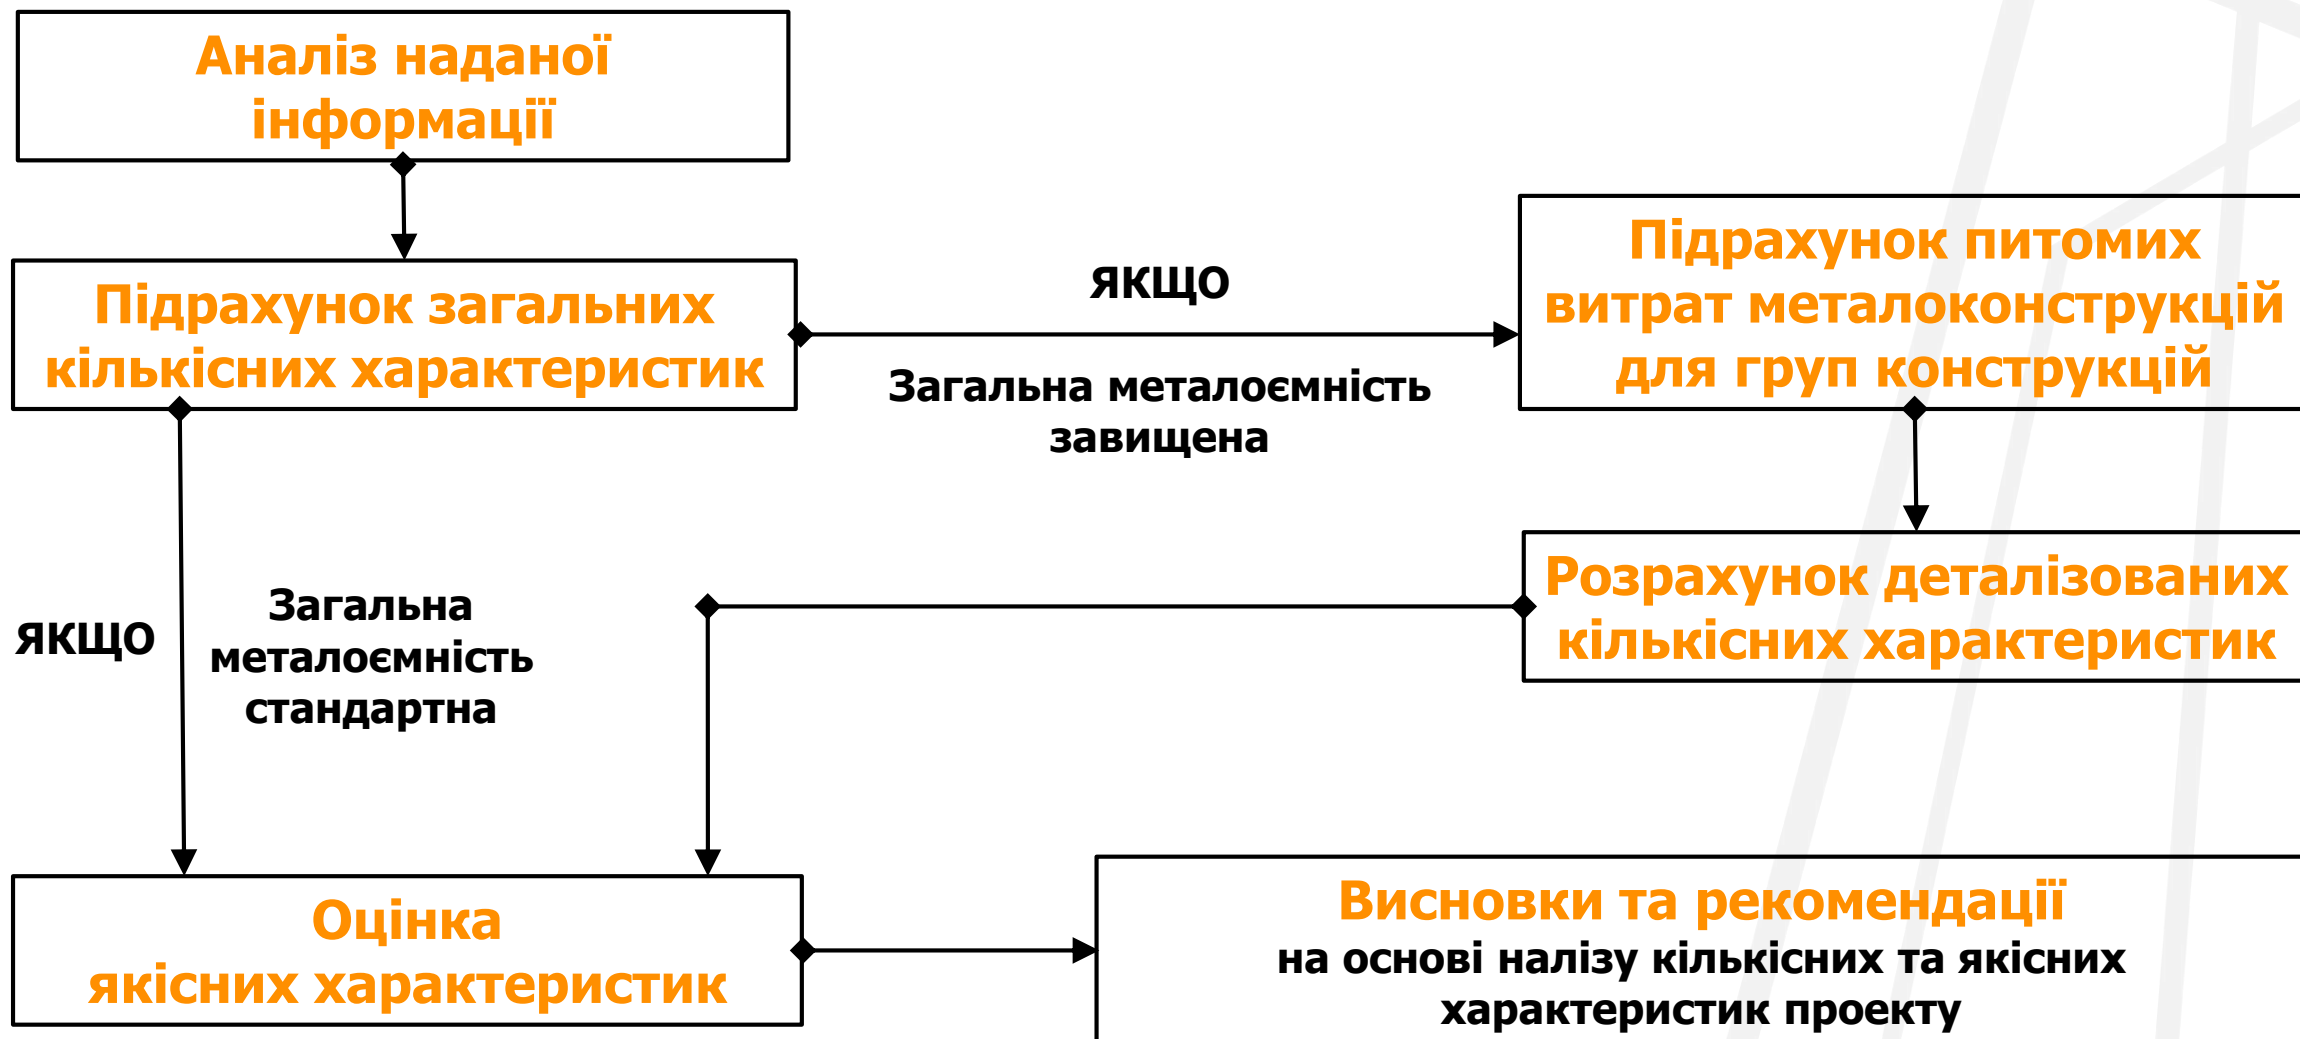 Аналіз наданої
інформації
Підрахунок загальних
кількісних характеристик
ЯКЩО
Загальна металоємність
завищена
Підрахунок питомих
витрат металоконструкцій
для груп конструкцій
Розрахунок деталізованих
кількісних характеристик
ЯКЩО
Загальна
металоємність
стандартна
Оцінка
якісних характеристик
Висновки та рекомендації
на основі налізу кількісних та якісних
характеристик проекту